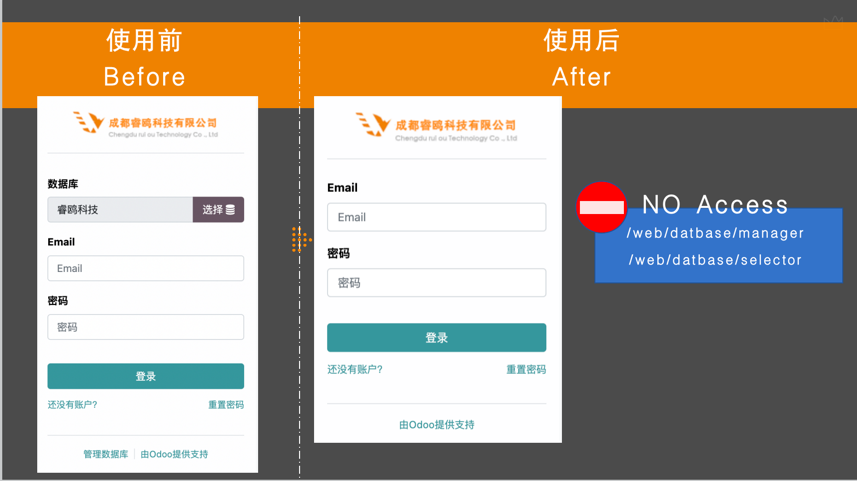 使用前
Before
成都睿鸥科技有限公司
Chengdu rui ou Technology Co ., Ltd
数据库
睿鸥科技
选择
Email
Email
密码
密码
登录
还没有账户?
重置密码
管理数据库
由Odoo提供支持
使用后
After
成都睿鸥科技有限公司
Chengdu rui ou Technology Co ., Ltd
Email
Email
密码
密码
登录
还没有账户?
重置密码
由Odoo提供支持
NO Access
/web/datbase/manager
/web/datbase/selector